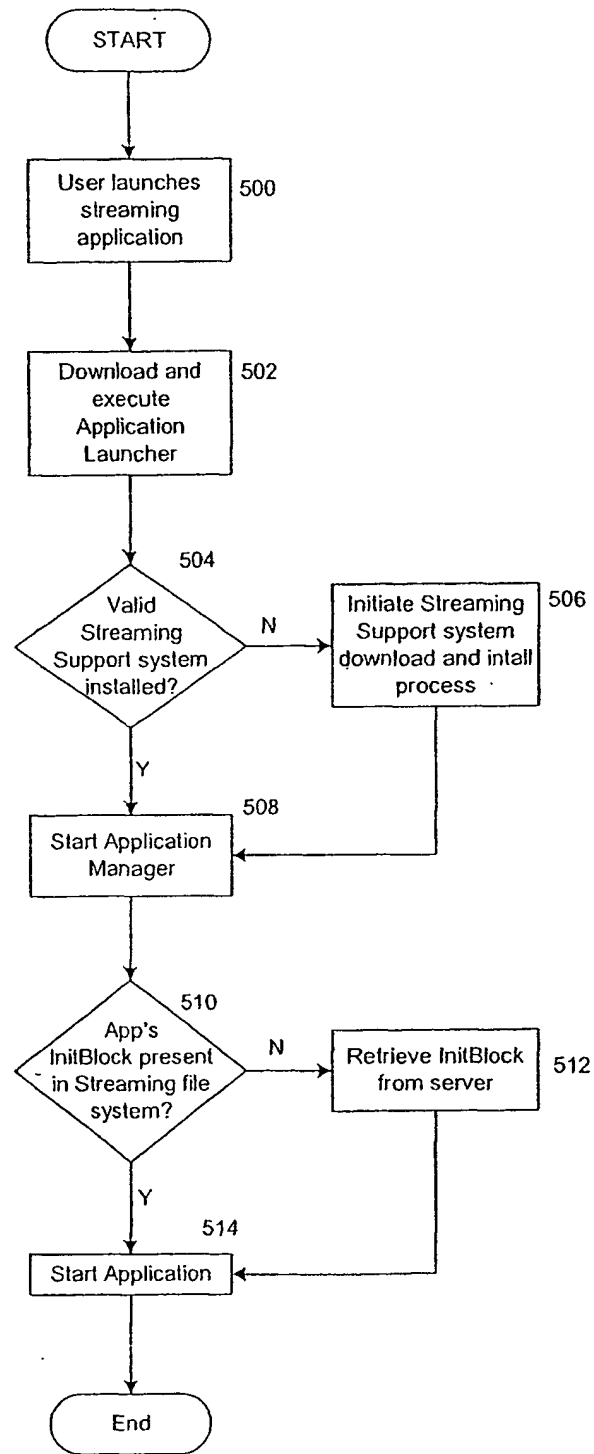 START
User launches
streaming
application
500
Download and
execute
Application
Launcher
502
504
Valid
Streaming
Support system
installed?
N
Initiate Streaming
Support system
download and intall
process
506
Y
508
Start Application
Manager
510
App's
InitBlock present
in Streaming file
system?
N
Retrieve InitBlock
from server
512
Y
514
Start Application
End